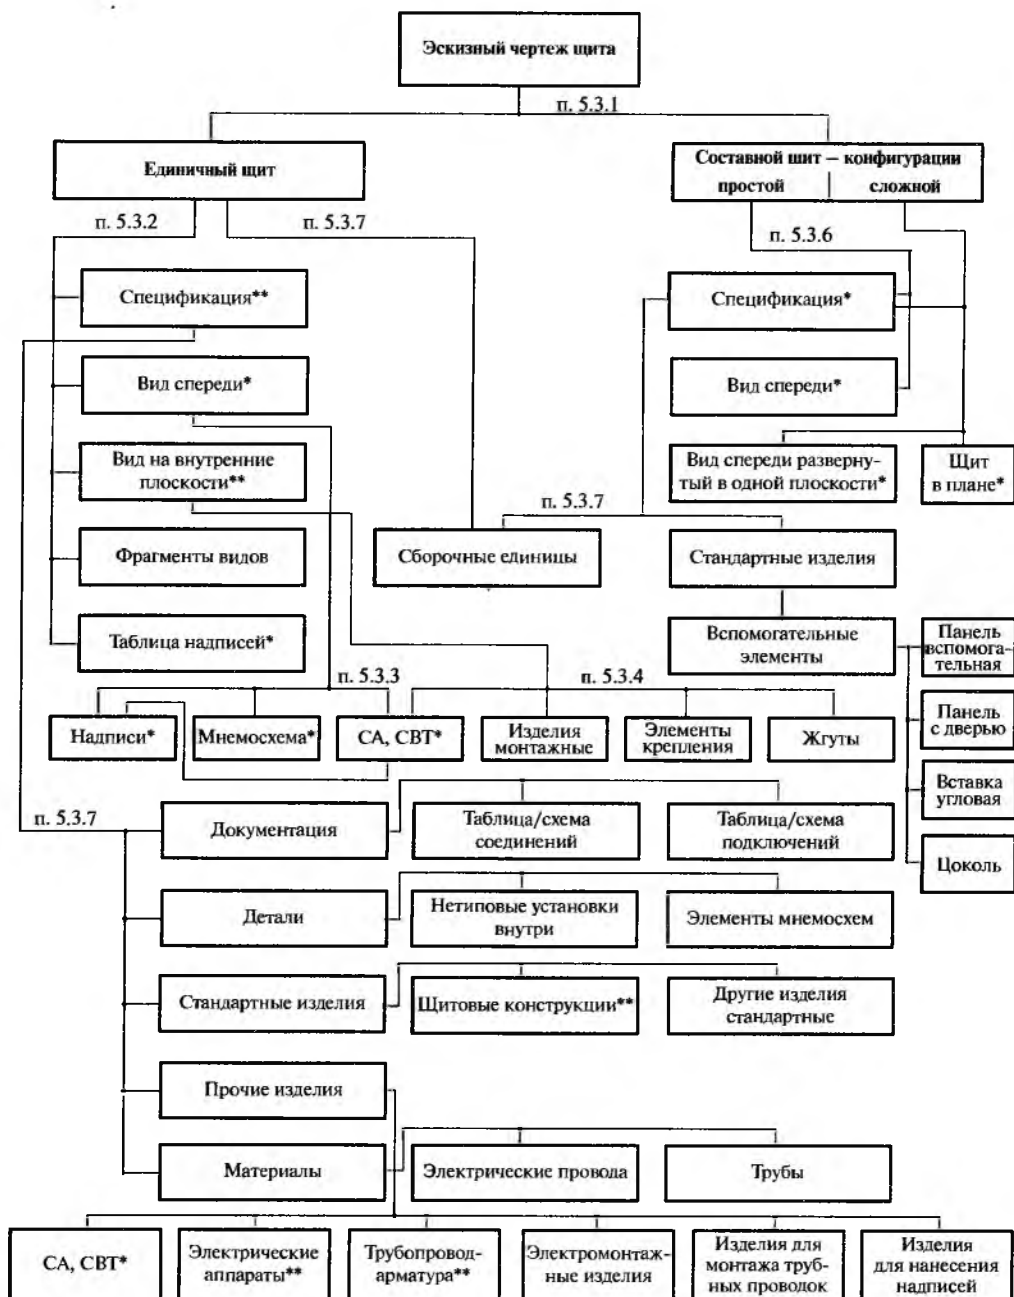 Эскизный чертеж щита
п. 5.3.1
Единичный щит
Составной шит – конфигурации
простой
сложной
п. 5.3.2
п. 5.3.7
п. 5.3.6
Спецификация**
Спецификация*
Вид спереди*
Вид спереди*
Вид на внутренние
плоскости**
Вид спереди разверну-
тый в одной плоскости*
Щит
в плане*
п. 5.3.7
Фрагменты видов
Сборочные единицы
Стандартные изделия
Таблица надписей*
Вспомогательные
элементы
Панель
вспомога-
тельная
п. 5.3.3
п. 5.3.4
Надписи*
Мнемосхема*
СА, СВТ*
Изделия
монтажные
Элементы
крепления
Жгуты
Панель
с дверью
Вставка
угловая
Цоколь
п. 5.3.7
Документация
Таблица/схема
соединений
Таблица/схема
подключений
Детали
Нетиповые установки
внутри
Элементы мнемосхем
Стандартные изделия
Щитовые конструкции**
Другие изделия
стандартные
Прочие изделия
Материалы
Электрические провода
Трубы
СА, СВТ*
Электрические
аппараты**
Трубопровод-
арматура**
Электромонтаж-
ные изделия
Изделия для
монтажа труб-
ных проводок
Изделия
для нанесения
надписей